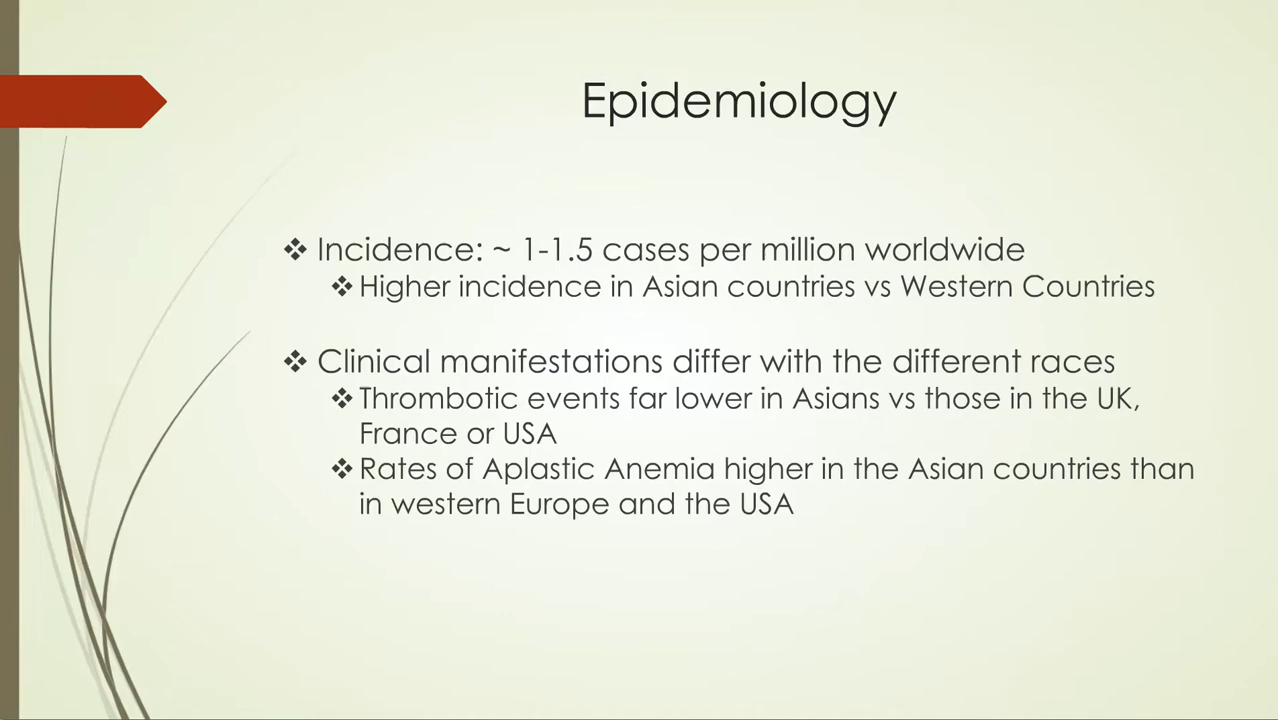 Epidemiology
❖ Incidence: ~ 1-1.5 cases per million worldwide
❖ Higher incidence in Asian countries vs Western Countries
❖ Clinical manifestations differ with the different races
❖ Thrombotic events far lower in Asians vs those in the UK,
France or USA
❖ Rates of Aplastic Anemia higher in the Asian countries than
in western Europe and the USA